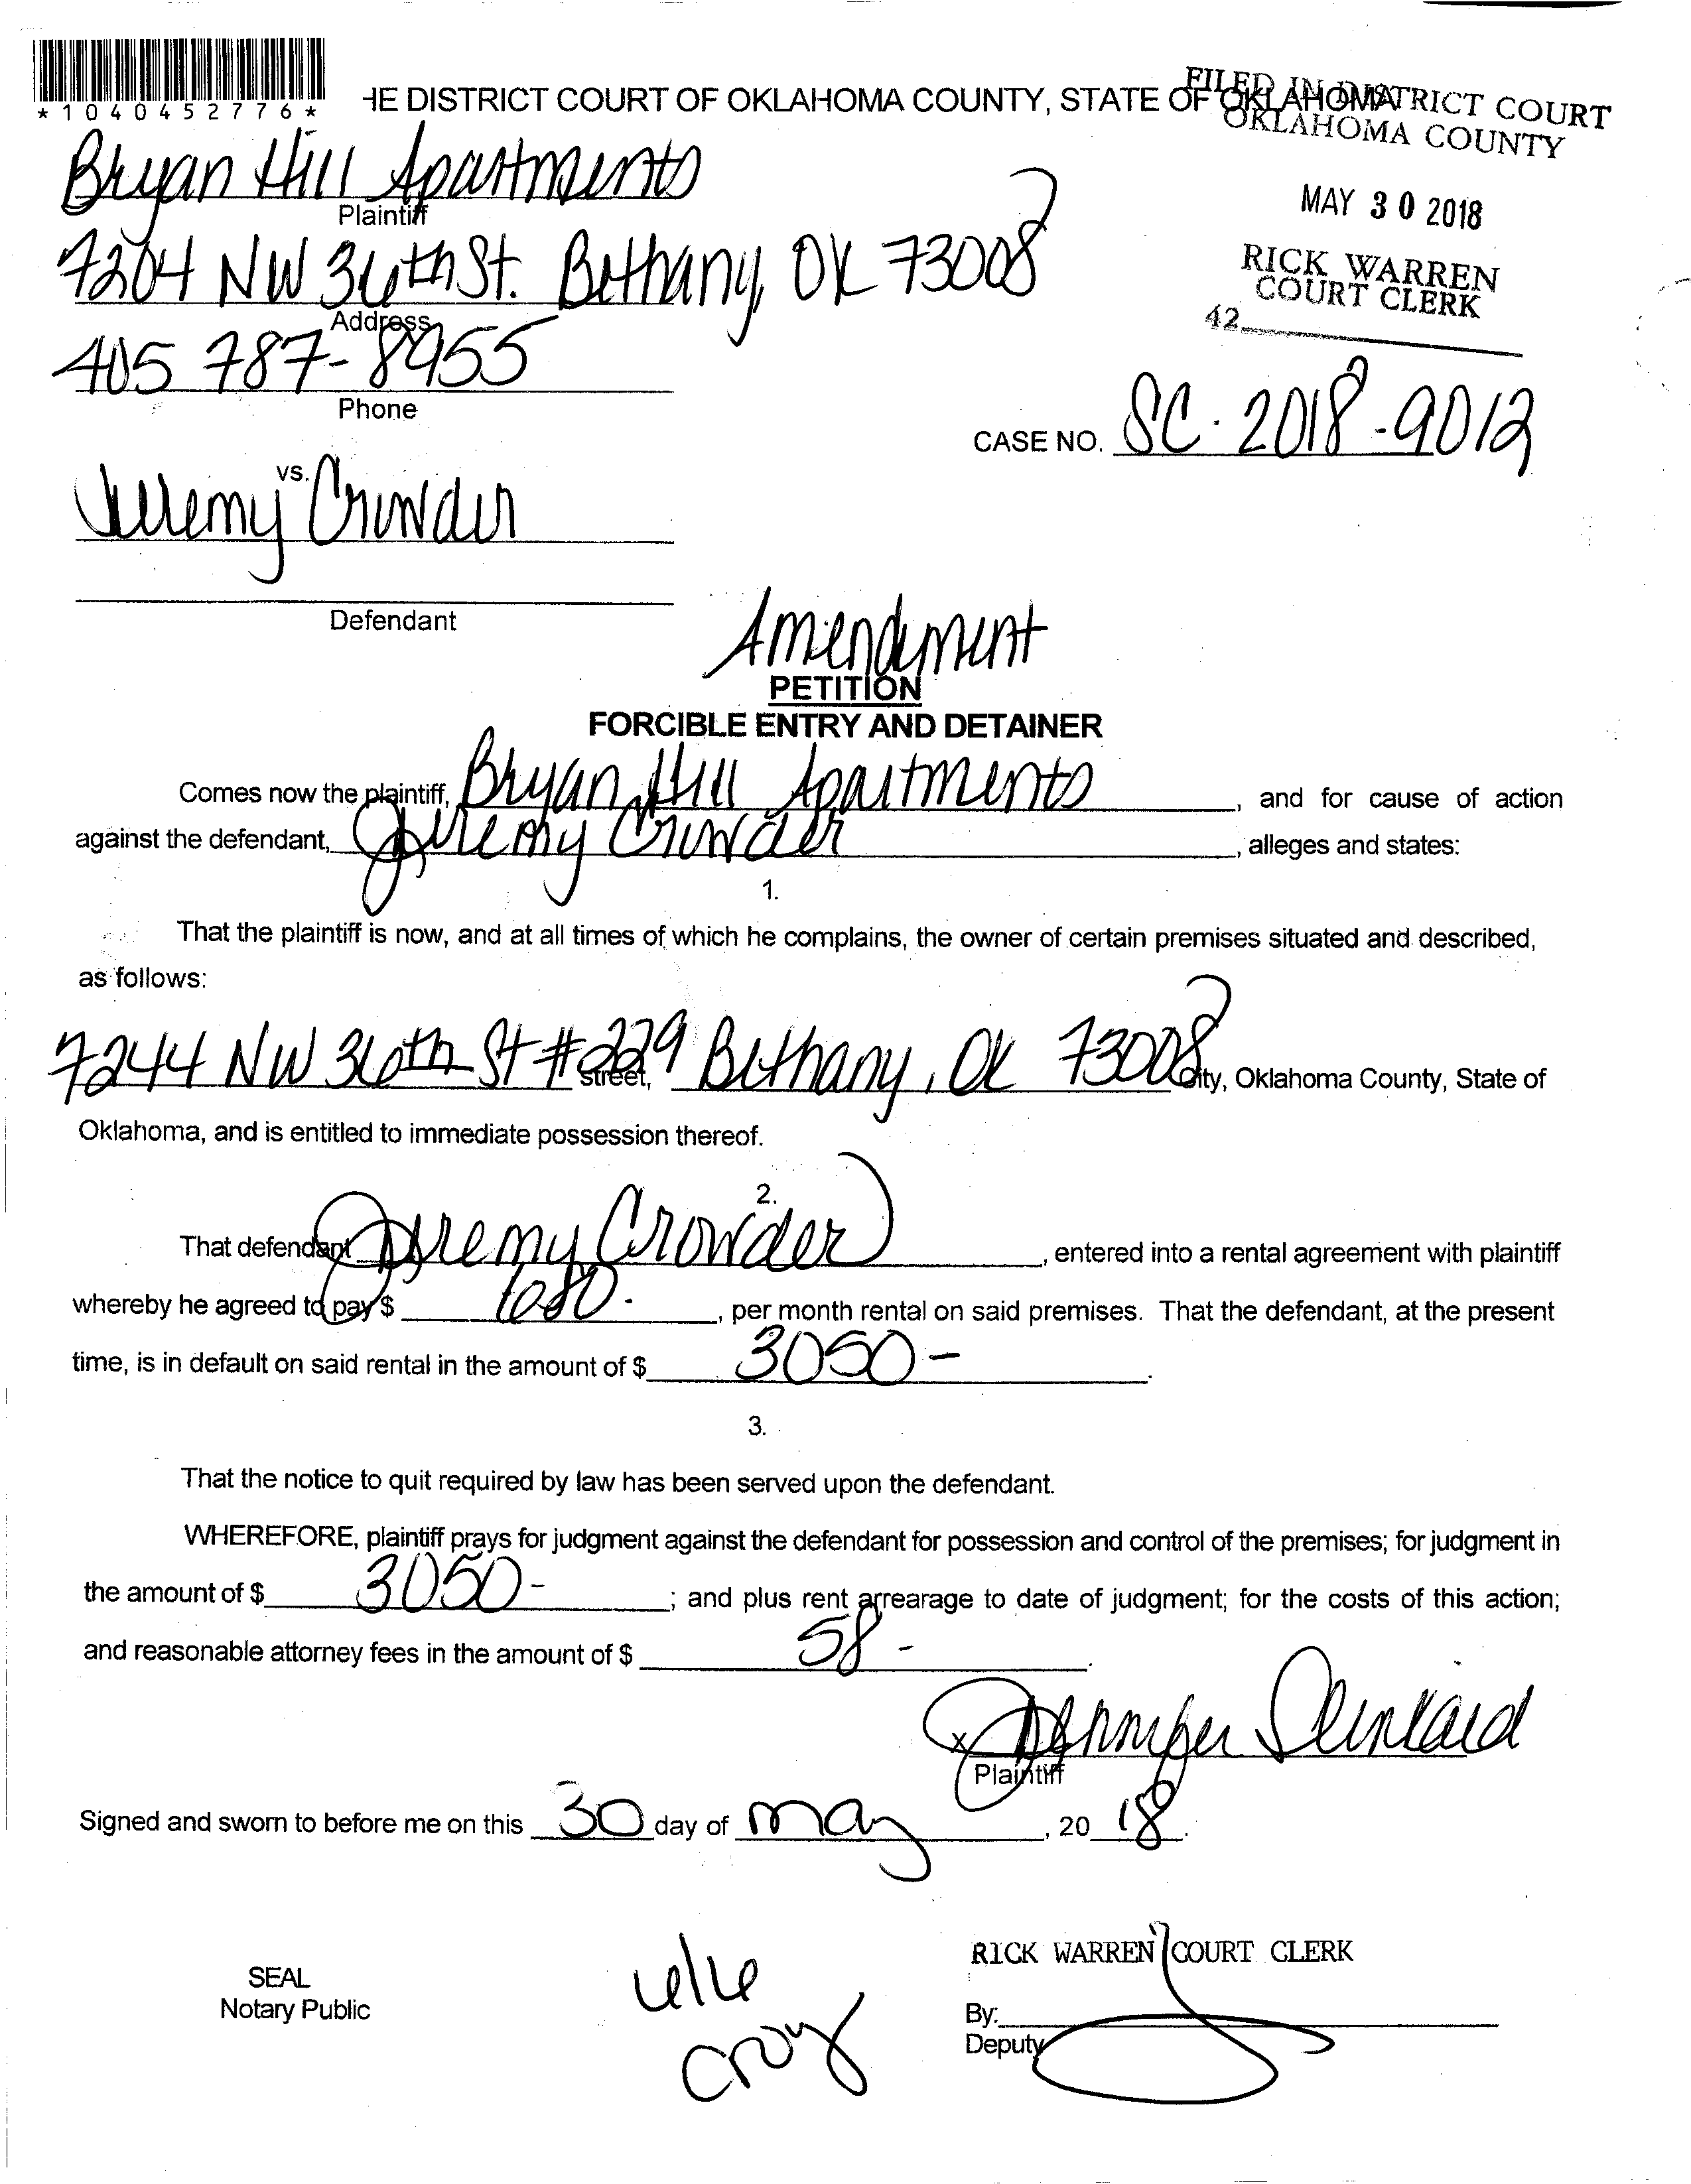 *1040452776*
HE DISTRICT COURT OF OKLAHOMA COUNTY, STATE OF OKLAHOMA
FILED IN DISTRICT COURT
OKLAHOMA COUNTY
MAY 30 2018
RICK WARREN
COURT CLERK
42
Bryan Hill Apartments
Plaintiff
7204 NW 36th St. Bethany, OK 73008
Address
405 787-8955
Phone
CASE NO. SC-2018-9012
vs.
Jeremy Crowder
Defendant
Amendment
PETITION
FORCIBLE ENTRY AND DETAINER
Comes now the plaintiff, Bryan Hill Apartments, and for cause of action
against the defendant, Jeremy Crowder, alleges and states:
1.
That the plaintiff is now, and at all times of which he complains, the owner of certain premises situated and described,
as follows:
7244 NW 36th St #229 Bethany, OK 73008
street, City, Oklahoma County, State of
Oklahoma, and is entitled to immediate possession thereof.
2.
That defendant Jeremy Crowder, entered into a rental agreement with plaintiff
whereby he agreed to pay $ 680.-, per month rental on said premises. That the defendant, at the present
time, is in default on said rental in the amount of $ 3050-.
3.
That the notice to quit required by law has been served upon the defendant.
WHEREFORE, plaintiff prays for judgment against the defendant for possession and control of the premises; for judgment in
the amount of $ 3050-; and plus rent arrearage to date of judgment; for the costs of this action;
and reasonable attorney fees in the amount of $ 58-.
x Jennifer
Plaintiff
Signed and sworn to before me on this 30 day of may, 2018.
SEAL
Notary Public
RICK WARREN COURT CLERK
By:
Deputy